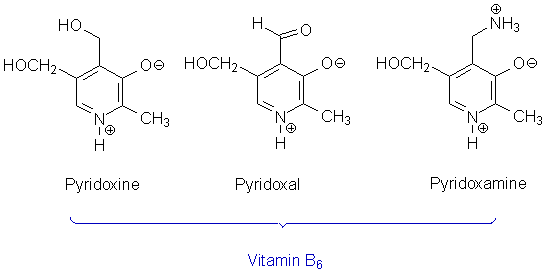 HO
HOCH₂
O⊖
N
⊕
H
CH₃
H
O
HOCH₂
O⊖
N
⊕
H
CH₃
⊕
NH₃
HOCH₂
O⊖
N
⊕
H
CH₃
Pyridoxine Pyridoxal Pyridoxamine
Vitamin B₆